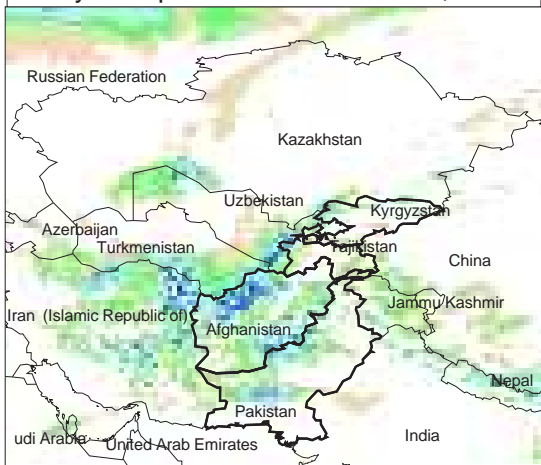 Russian Federation
Kazakhstan
Uzbekistan
Kyrgyzstan
Azerbaijan
Turkmenistan
Tajikistan
China
Jammu/Kashmir
Iran (Islamic Republic of)
Afghanistan
Nepal
Pakistan
udi Arabia
United Arab Emirates
India